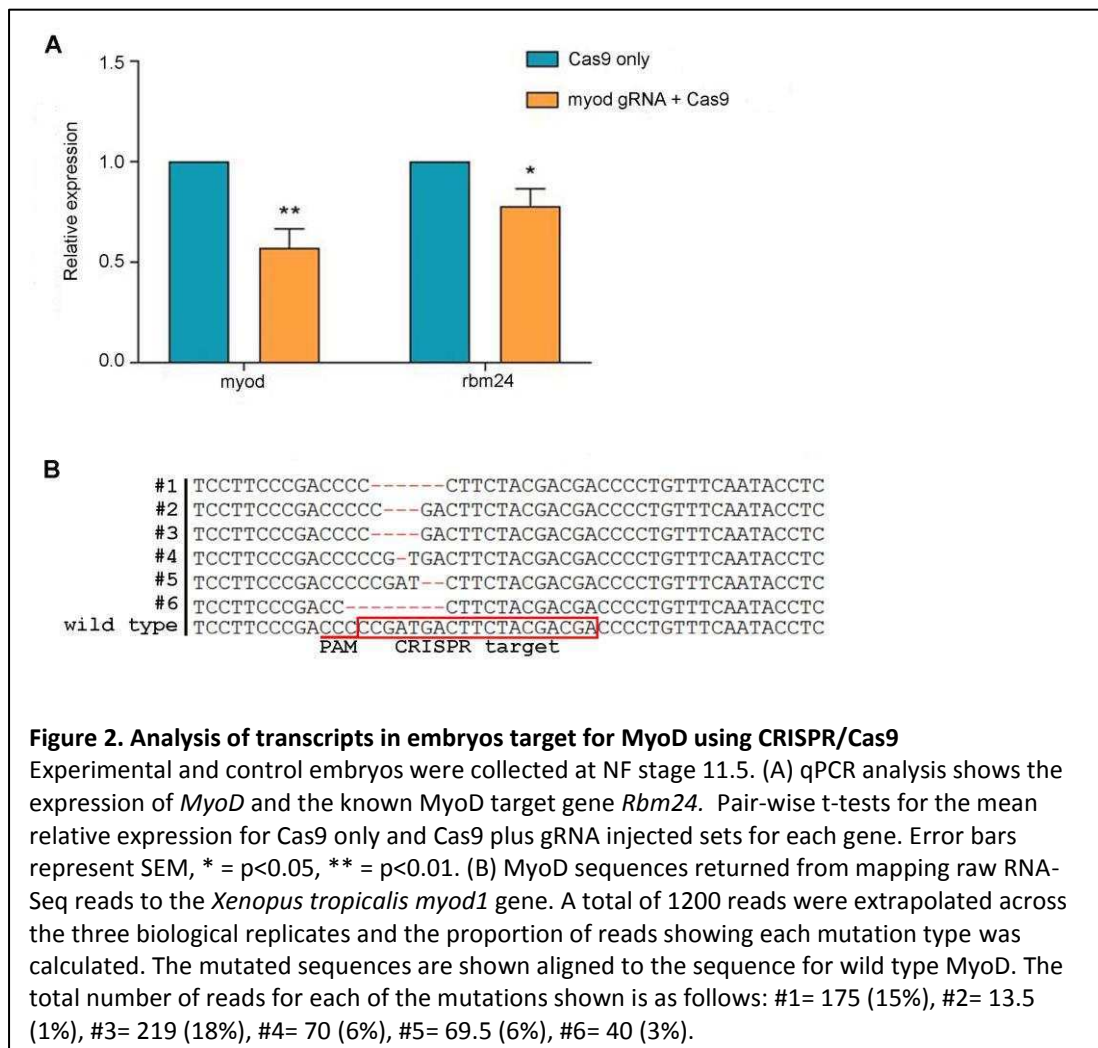 A
1.5
1.0
0.5
0.0
Relative expression
Cas9 only
myod gRNA + Cas9
**
*
myod
rbm24
B
#1 TCCTTCCCGACCCC------CTTCTACGACGACCCCTGTTTCAATACCTC
#2 TCCTTCCCGACCCCC---GACTTCTACGACGACCCCTGTTTCAATACCTC
#3 TCCTTCCCGACCCC----GACTTCTACGACGACCCCTGTTTCAATACCTC
#4 TCCTTCCCGACCCCCG-TGACTTCTACGACGACCCCTGTTTCAATACCTC
#5 TCCTTCCCGACCCCCGAT--CTTCTACGACGACCCCTGTTTCAATACCTC
#6 TCCTTCCCGACC--------CTTCTACGACGACCCCTGTTTCAATACCTC
wild type TCCTTCCCGACCCCCGATGACTTCTACGACGACCCCTGTTTCAATACCTC
PAM CRISPR target
Figure 2. Analysis of transcripts in embryos target for MyoD using CRISPR/Cas9
Experimental and control embryos were collected at NF stage 11.5. (A) qPCR analysis shows the
expression of MyoD and the known MyoD target gene Rbm24. Pair-wise t-tests for the mean
relative expression for Cas9 only and Cas9 plus gRNA injected sets for each gene. Error bars
represent SEM, * = p<0.05, ** = p<0.01. (B) MyoD sequences returned from mapping raw RNA-
Seq reads to the Xenopus tropicalis myod1 gene. A total of 1200 reads were extrapolated across
the three biological replicates and the proportion of reads showing each mutation type was
calculated. The mutated sequences are shown aligned to the sequence for wild type MyoD. The
total number of reads for each of the mutations shown is as follows: #1= 175 (15%), #2= 13.5
(1%), #3= 219 (18%), #4= 70 (6%), #5= 69.5 (6%), #6= 40 (3%).